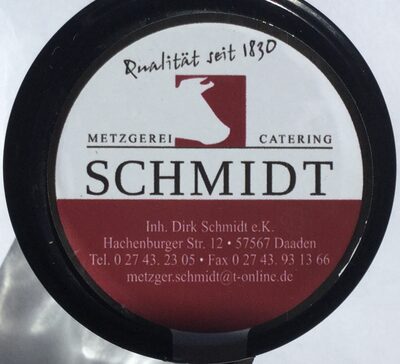 Qualität seit 1830
METZGEREI CATERING
SCHMIDT
Inh. Dirk Schmidt e.K.
Hachenburger Str. 12 • 57567 Daaden
Tel. 0 27 43. 23 05 • Fax 0 27 43. 93 13 66
metzger.schmidt@t-online.de